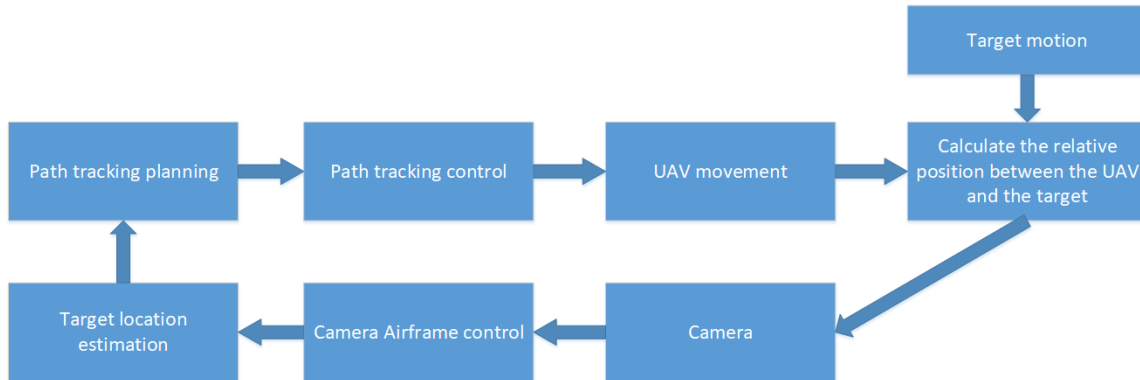 Target motion
Path tracking planning
Path tracking control
UAV movement
Calculate the relative
position between the UAV
and the target
Target location
estimation
Camera Airframe control
Camera